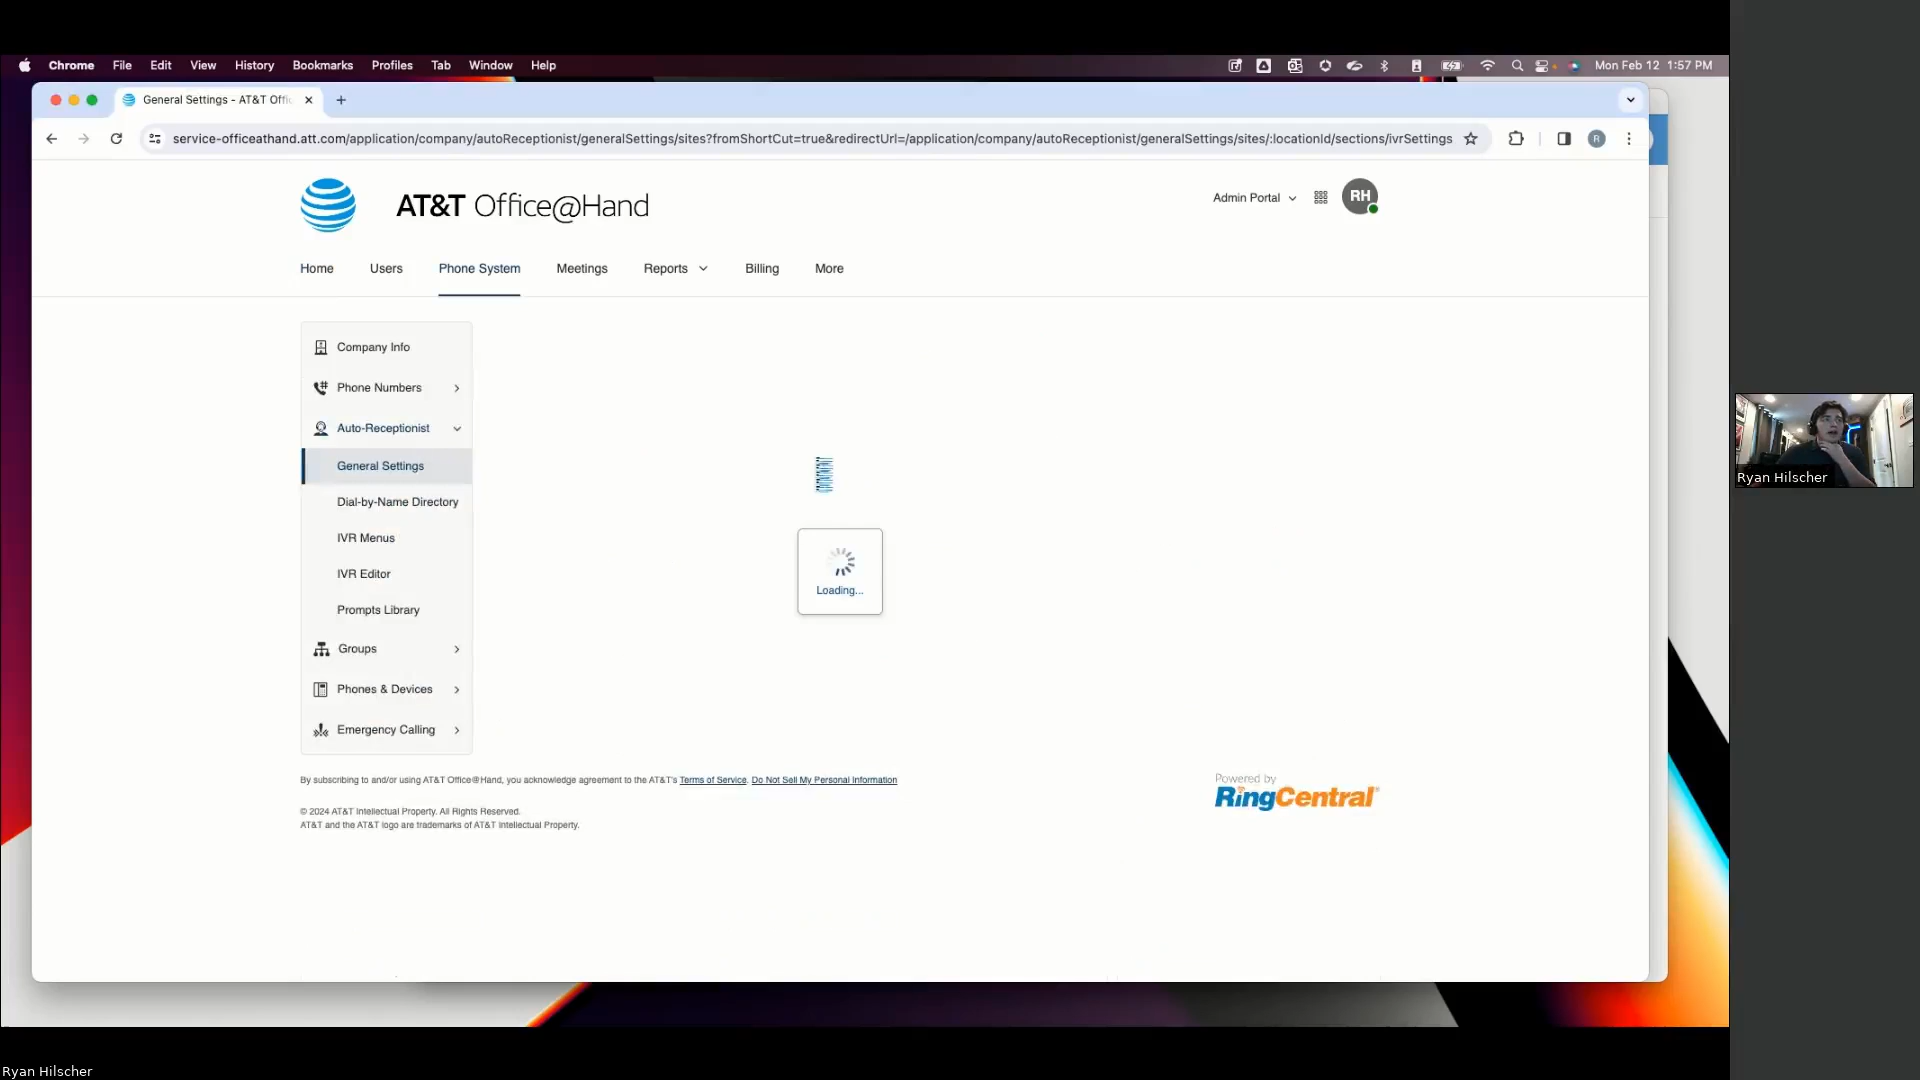 Chrome File Edit View History Bookmarks Profiles Tab Window Help Mon Feb 12 1:57 PM
General Settings - AT&T Offic
service-officeathand.att.com/application/company/autoReceptionist/generalSettings/sites?fromShortCut=true&redirectUrl=/application/company/autoReceptionist/generalSettings/sites/:locationId/sections/ivrSettings R
AT&T Office@Hand
Admin Portal RH
Home Users Phone System Meetings Reports Billing More
Company Info
Phone Numbers
Auto-Receptionist
General Settings
Dial-by-Name Directory
IVR Menus
IVR Editor
Prompts Library
Groups
Phones & Devices
Emergency Calling
Loading...
By subscribing to and/or using AT&T Office@Hand, you acknowledge agreement to the AT&T's Terms of Service. Do Not Sell My Personal Information
© 2024 AT&T Intellectual Property. All Rights Reserved.
AT&T and the AT&T logo are trademarks of AT&T Intellectual Property.
Powered by
RingCentral
Ryan Hilscher
Ryan Hilscher